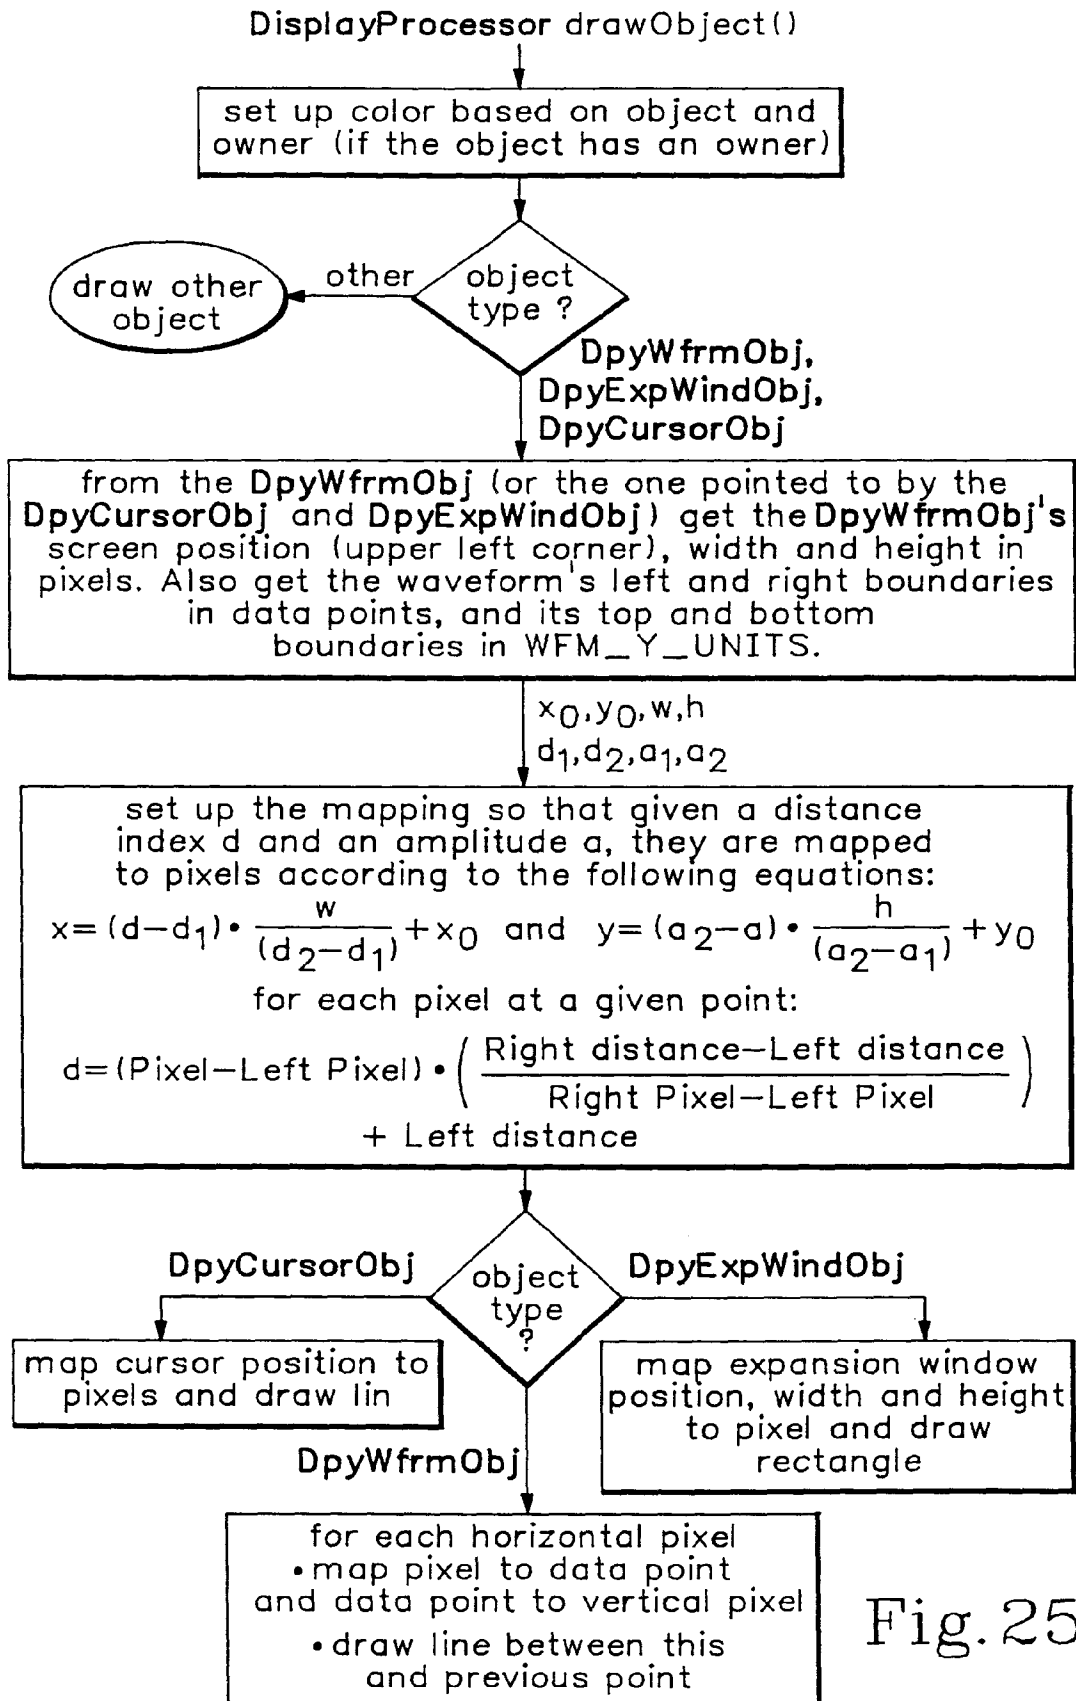 DisplayProcessor drawObject()
set up color based on object and
owner (if the object has an owner)
object
type ?
other
draw other
object
DpyWfrmObj,
DpyExpWindObj,
DpyCursorObj
from the DpyWfrmObj (or the one pointed to by the
DpyCursorObj and DpyExpWindObj) get the DpyWfrmObj's
screen position (upper left corner), width and height in
pixels. Also get the waveform's left and right boundaries
in data points, and its top and bottom
boundaries in WFM_Y_UNITS.
x0,y0,w,h
d1,d2,a1,a2
set up the mapping so that given a distance
index d and an amplitude a, they are mapped
to pixels according to the following equations:
x=(d-d1)•w/(d2-d1)+x0 and y=(a2-a)•h/(a2-a1)+y0
for each pixel at a given point:
d=(Pixel-Left Pixel)•(Right distance-Left distance/Right Pixel-Left Pixel)
+ Left distance
object
type
?
DpyCursorObj
DpyExpWindObj
map cursor position to
pixels and draw lin
map expansion window
position, width and height
to pixel and draw
rectangle
DpyWfrmObj
for each horizontal pixel
•map pixel to data point
and data point to vertical pixel
•draw line between this
and previous point
Fig.25